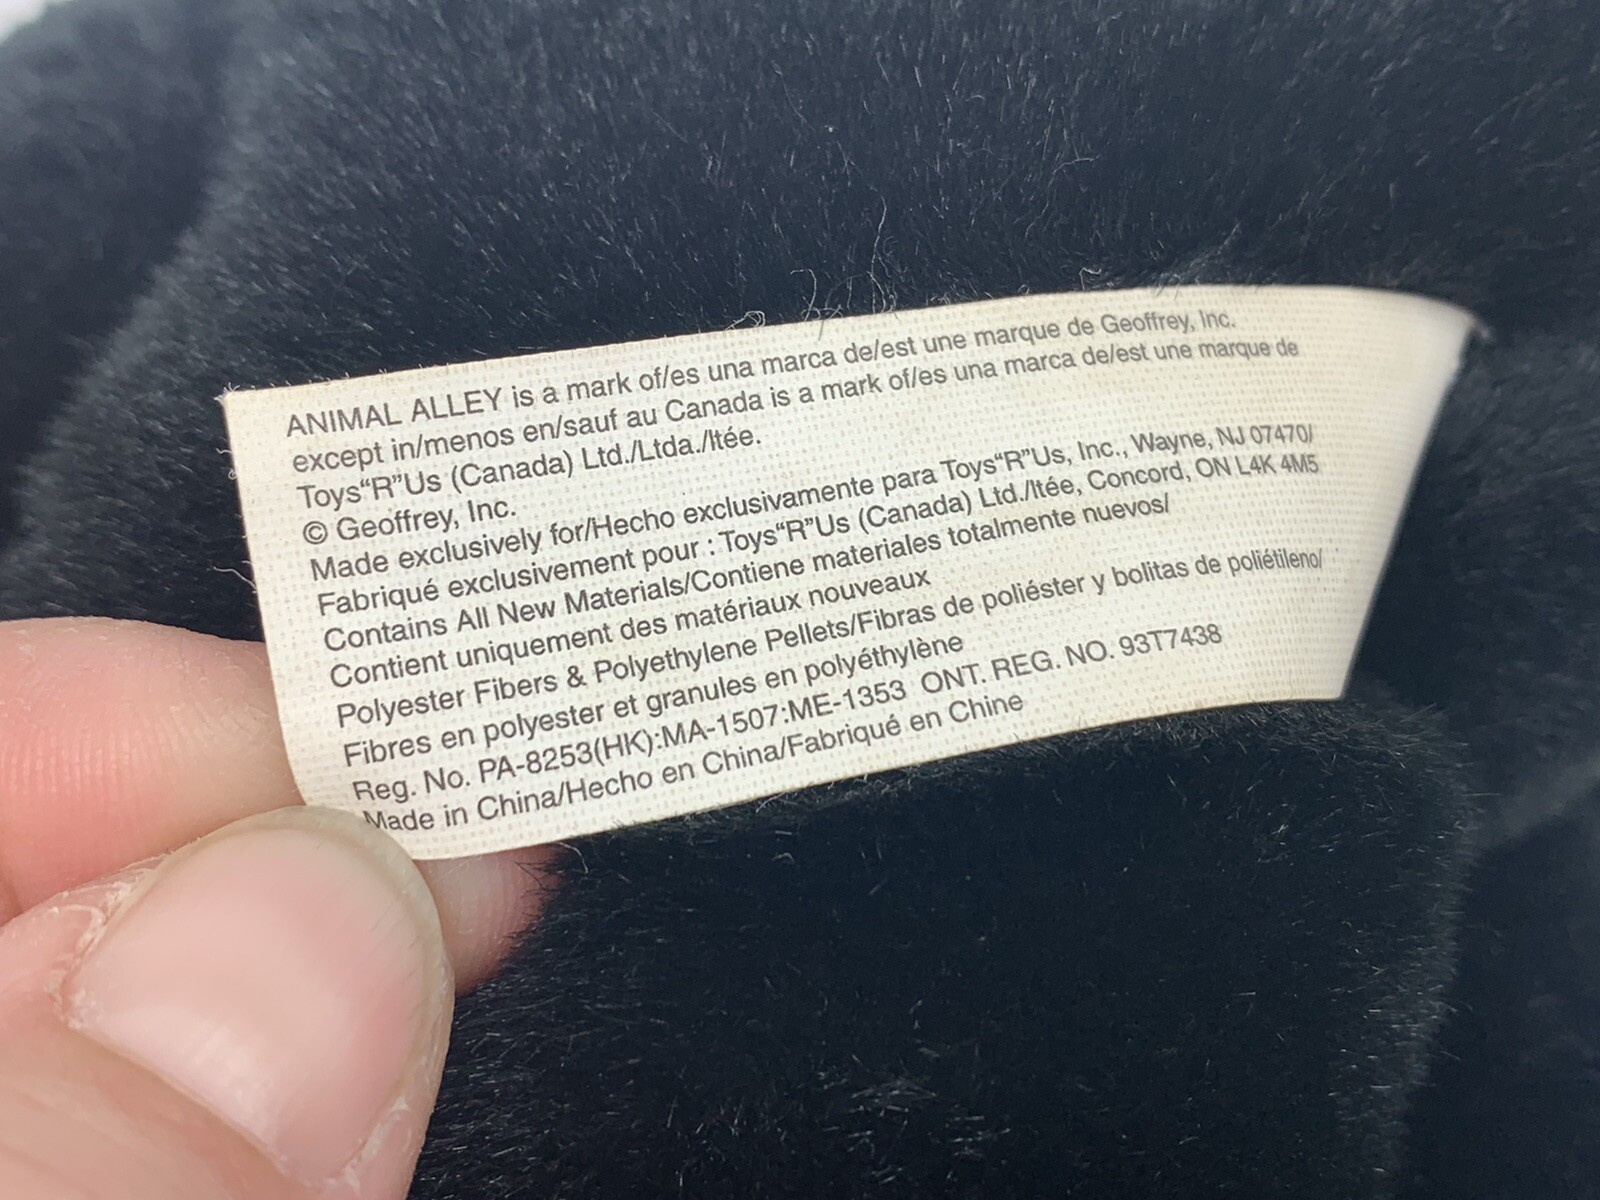 ANIMAL ALLEY is a mark of/es una marca de/est une marque de Geoffrey, Inc.
except in/menos en/sauf au Canada is a mark of/es una marca de/est une marque de
Toys“R”Us (Canada) Ltd./Ltda./ltée.
© Geoffrey, Inc.
Made exclusively for/Hecho exclusivamente para Toys“R”Us, Inc., Wayne, NJ 07470/
Fabriqué exclusivement pour : Toys“R”Us (Canada) Ltd./ltée, Concord, ON L4K 4M5
Contains All New Materials/Contiene materiales totalmente nuevos/
Contient uniquement des matériaux nouveaux
Polyester Fibers & Polyethylene Pellets/Fibras de poliéster y bolitas de poliétileno/
Fibres en polyester et granules en polyéthylène
Reg. No. PA-8253(HK):MA-1507:ME-1353 ONT. REG. NO. 93T7438
Made in China/Hecho en China/Fabriqué en Chine